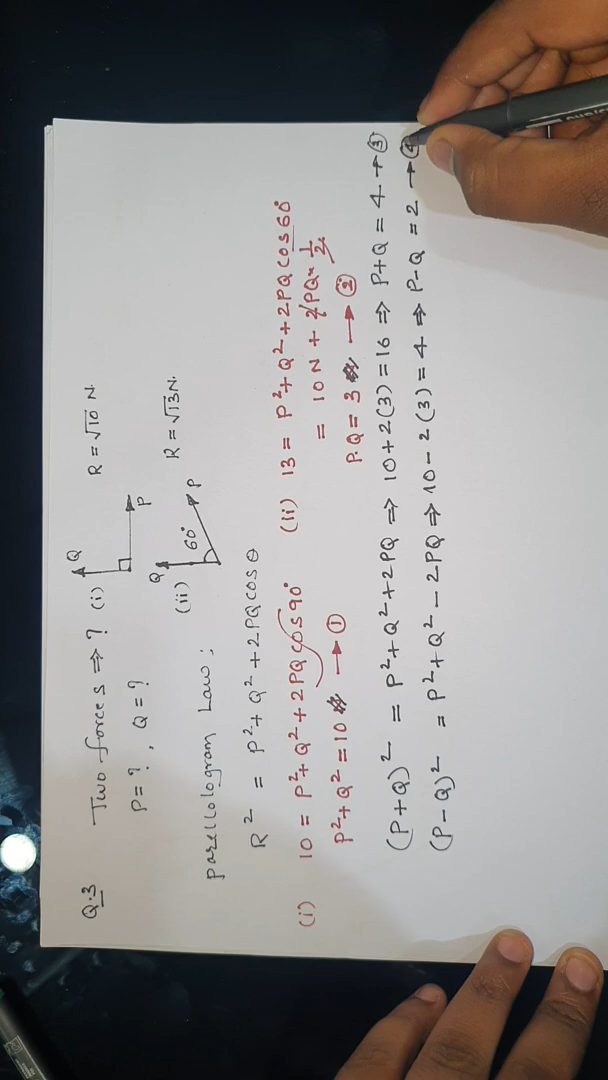 Q.3 Two forces ⇒ ? (i) Q P R = √10 N.
P = ? , Q = ?
(ii) Q 60° P R = √13 N.
parellologram Law :
R² = P² + Q² + 2PQ cos θ
(i) 10 = P² + Q² + 2PQ cos 90°
P² + Q² = 10 → ①
(ii) 13 = P² + Q² + 2PQ cos 60°
= 10 N + 2PQ × 1/2
P.Q = 3 → ②
(P+Q)² = P² + Q² + 2PQ ⇒ 10 + 2(3) = 16 ⇒ P+Q = 4 → ③
(P-Q)² = P² + Q² - 2PQ ⇒ 10 - 2(3) = 4 ⇒ P-Q = 2 → ④